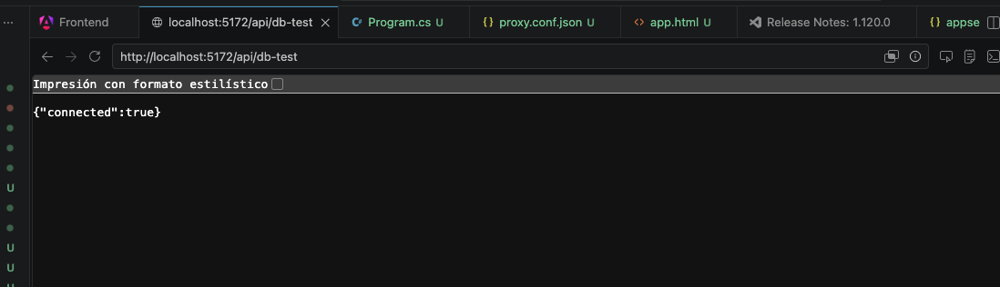 ... Frontend localhost:5172/api/db-test Program.cs U proxy.conf.json U app.html U Release Notes: 1.120.0 appse
http://localhost:5172/api/db-test
Impresión con formato estilístico
{"connected":true}
U
U
U
U